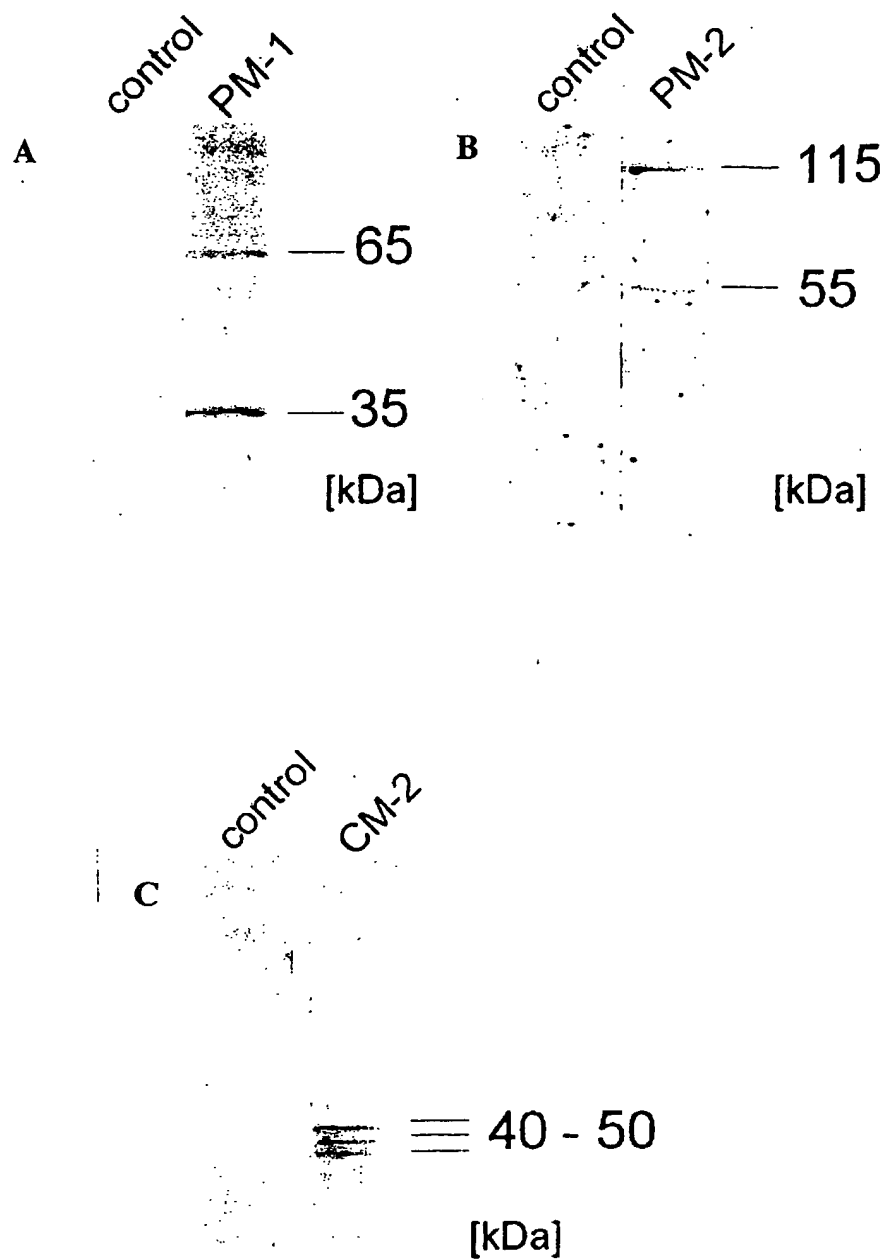 control PM-1
A
65
35
[kDa]
control PM-2
B
115
55
[kDa]
control CM-2
C
40 - 50
[kDa]